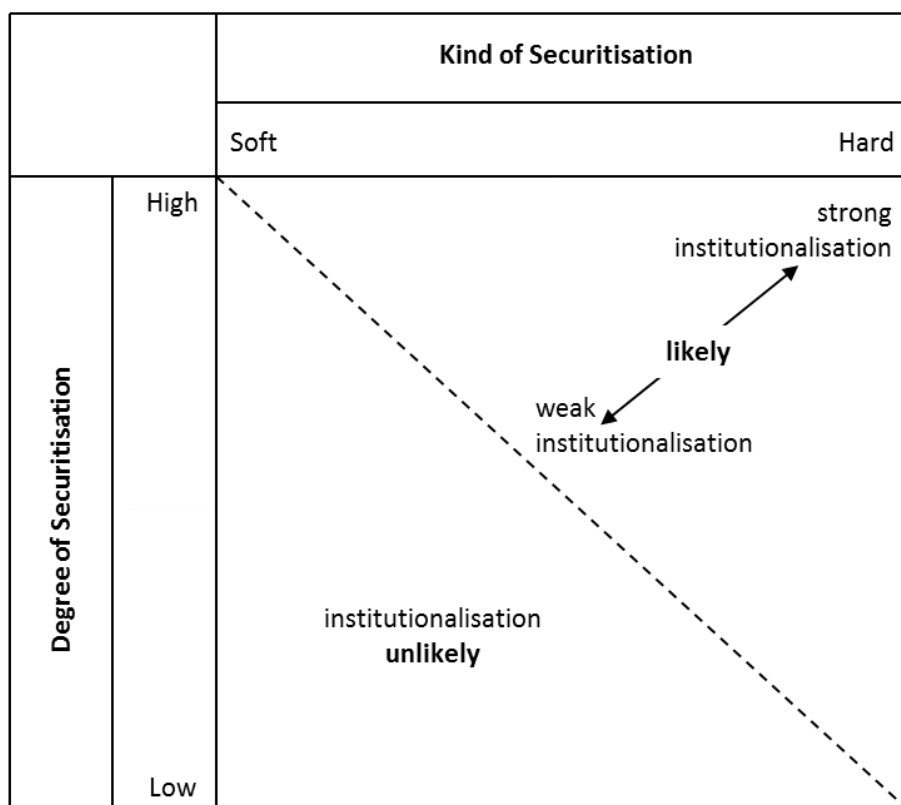 Kind of Securitisation
Soft
Hard
Degree of Securitisation
High
strong
institutionalisation
likely
weak
institutionalisation
institutionalisation
unlikely
Low